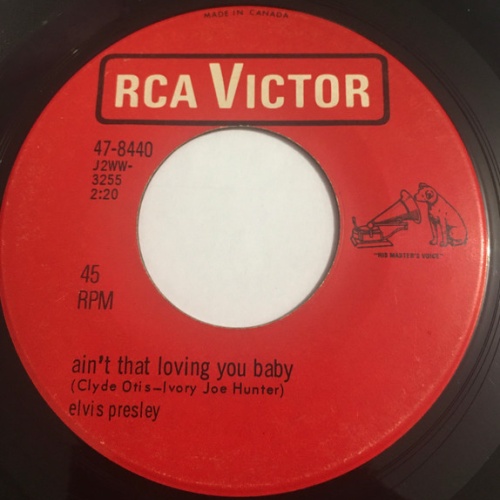 MADE IN CANADA
RCA VICTOR
47-8440
J2WW-
3255
2:20
"HIS MASTER'S VOICE"
45
RPM
ain't that loving you baby
(Clyde Otis—Ivory Joe Hunter)
elvis presley